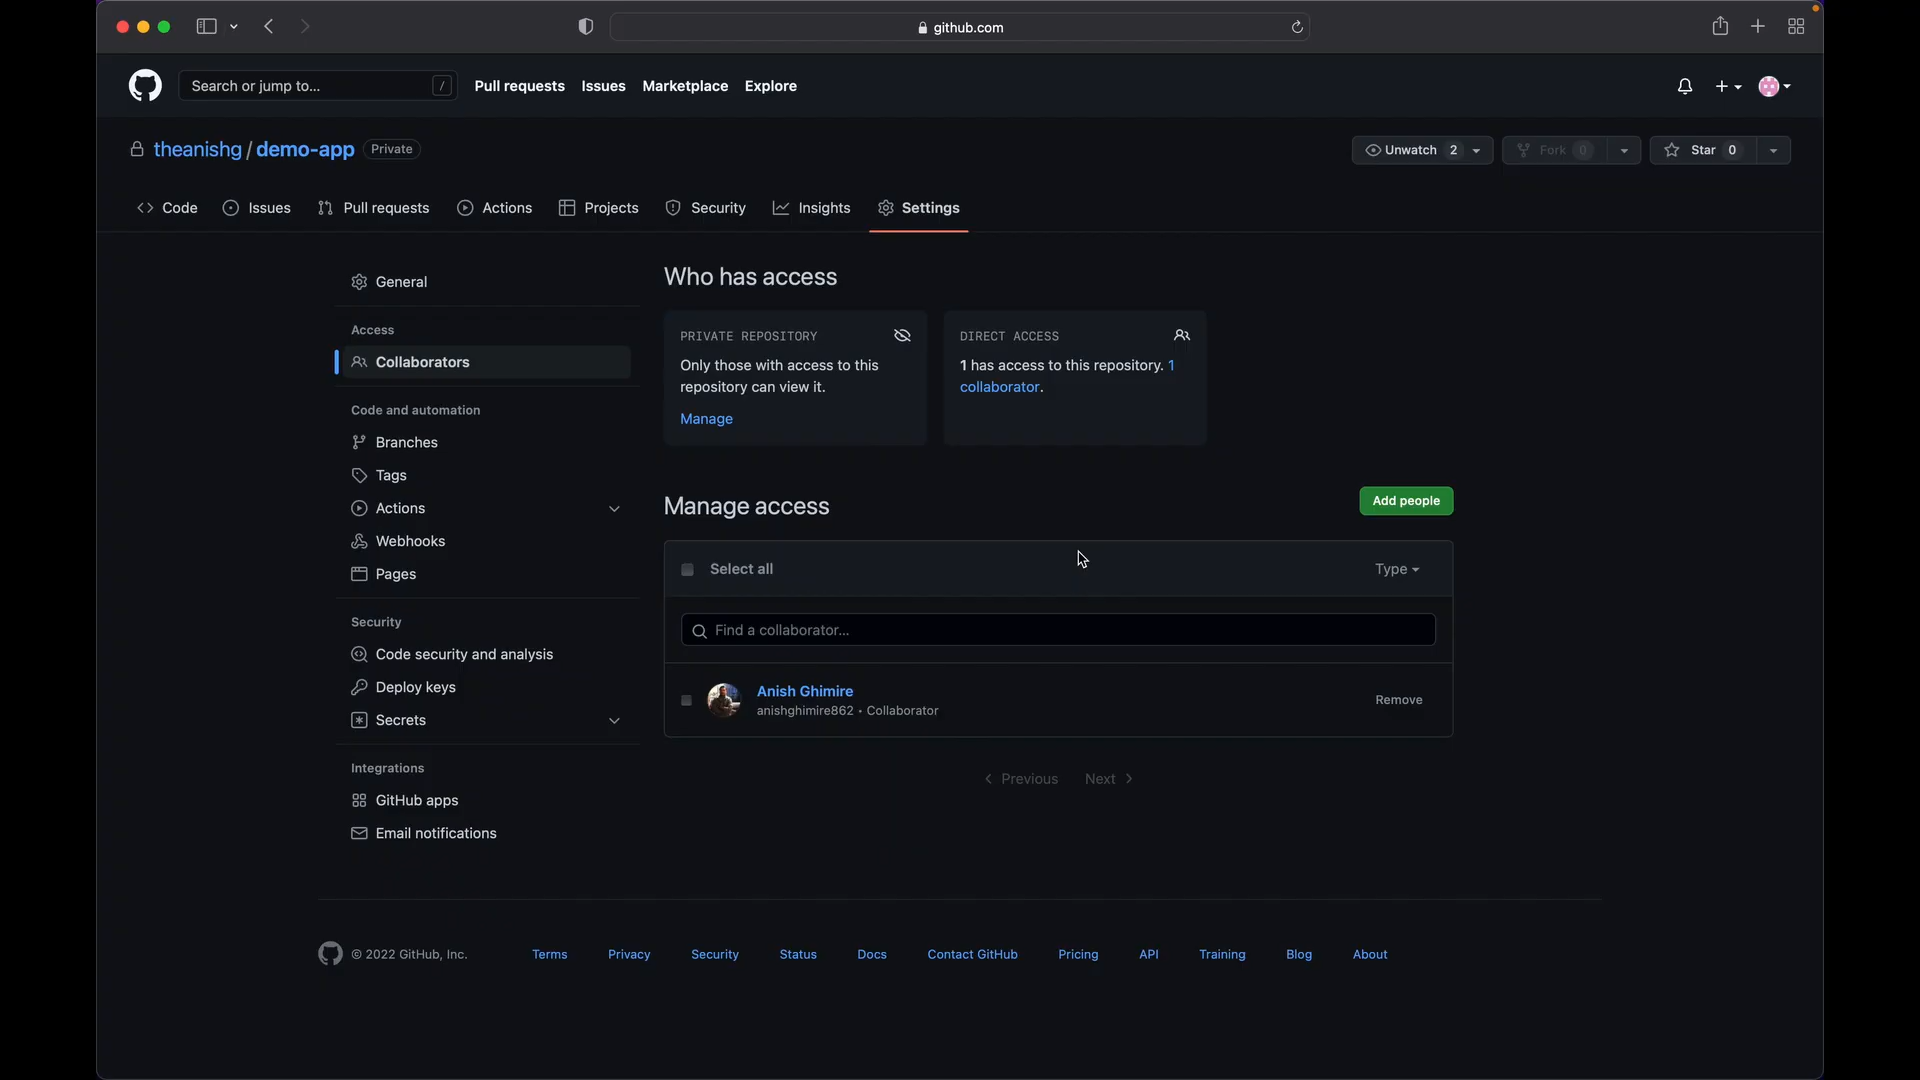 github.com
Search or jump to... /
Pull requests Issues Marketplace Explore
theanishg / demo-app Private
Unwatch 2 Fork 0 Star 0
Code Issues Pull requests Actions Projects Security Insights Settings
General
Access
Collaborators
Code and automation
Branches
Tags
Actions
Webhooks
Pages
Security
Code security and analysis
Deploy keys
Secrets
Integrations
GitHub apps
Email notifications
Who has access
PRIVATE REPOSITORY
Only those with access to this
repository can view it.
Manage
DIRECT ACCESS
1 has access to this repository. 1
collaborator.
Manage access
Add people
Select all
Type
Find a collaborator...
Anish Ghimire
anishghimire862 • Collaborator
Remove
Previous Next
© 2022 GitHub, Inc.
Terms Privacy Security Status Docs Contact GitHub Pricing API Training Blog About